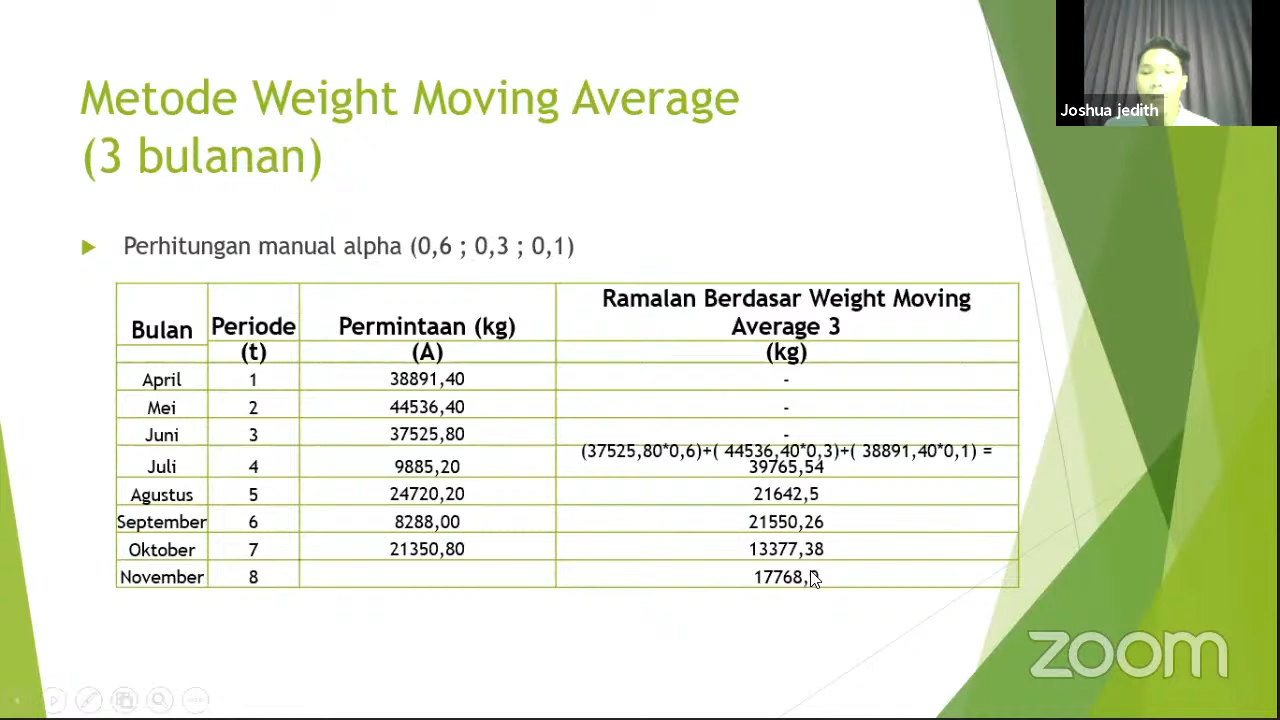 Metode Weight Moving Average
(3 bulanan)
Joshua jedith
Perhitungan manual alpha (0,6 ; 0,3 ; 0,1)
Bulan Periode Permintaan (kg) Ramalan Berdasar Weight Moving Average 3
(t) (A) (kg)
April 1 38891,40 -
Mei 2 44536,40 -
Juni 3 37525,80 -
(37525,80*0,6)+( 44536,40*0,3)+( 38891,40*0,1) =
Juli 4 9885,20 39765,54
Agustus 5 24720,20 21642,5
September 6 8288,00 21550,26
Oktober 7 21350,80 13377,38
November 8 17768,
zoom